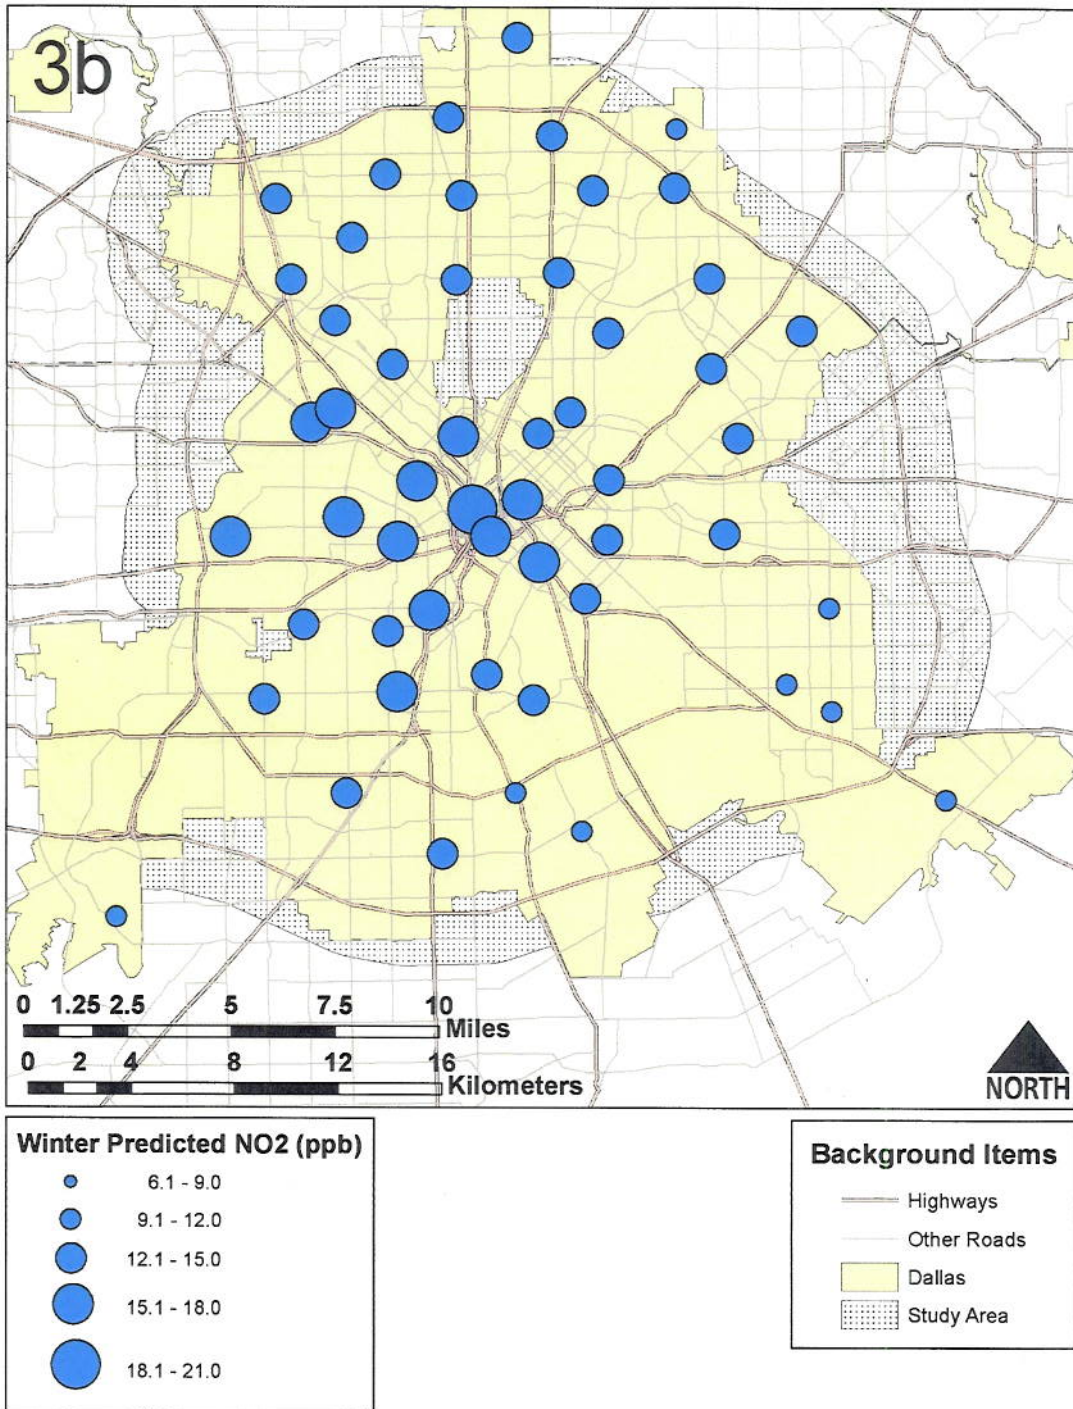 3b
0 1.25 2.5 5 7.5 10
Miles
0 2 4 8 12 16
Kilometers
NORTH
Winter Predicted NO2 (ppb)
6.1 - 9.0
9.1 - 12.0
12.1 - 15.0
15.1 - 18.0
18.1 - 21.0
Background Items
Highways
Other Roads
Dallas
Study Area